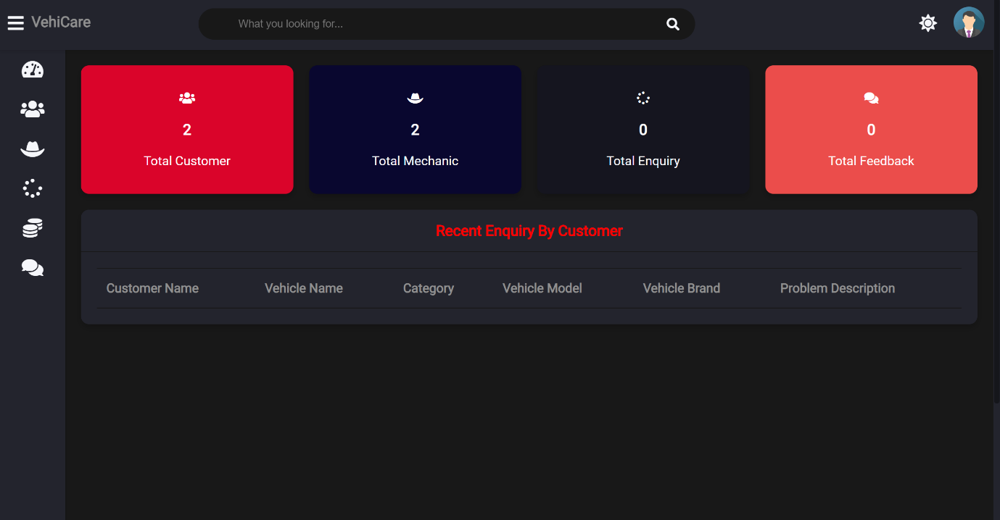 VehiCare
What you looking for...
2
Total Customer
2
Total Mechanic
0
Total Enquiry
0
Total Feedback
Recent Enquiry By Customer
Customer Name Vehicle Name Category Vehicle Model Vehicle Brand Problem Description